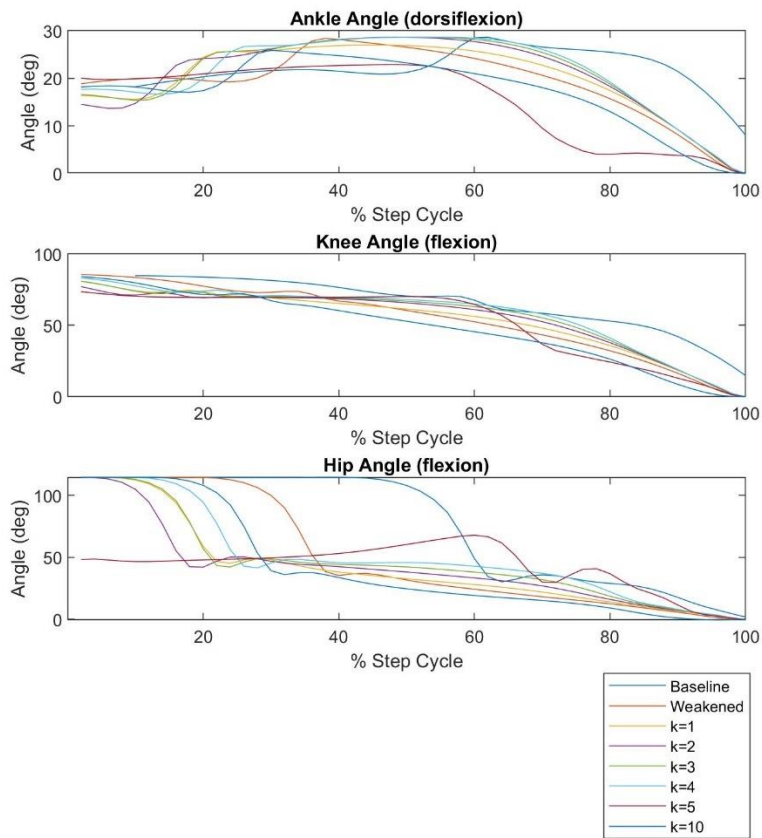 Ankle Angle (dorsiflexion)
30
20
10
0
Angle (deg)
20 40 60 80 100
% Step Cycle
Knee Angle (flexion)
100
50
0
Angle (deg)
20 40 60 80 100
Hip Angle (flexion)
100
50
0
Angle (deg)
20 40 60 80 100
% Step Cycle
Baseline
Weakened
k=1
k=2
k=3
k=4
k=5
k=10